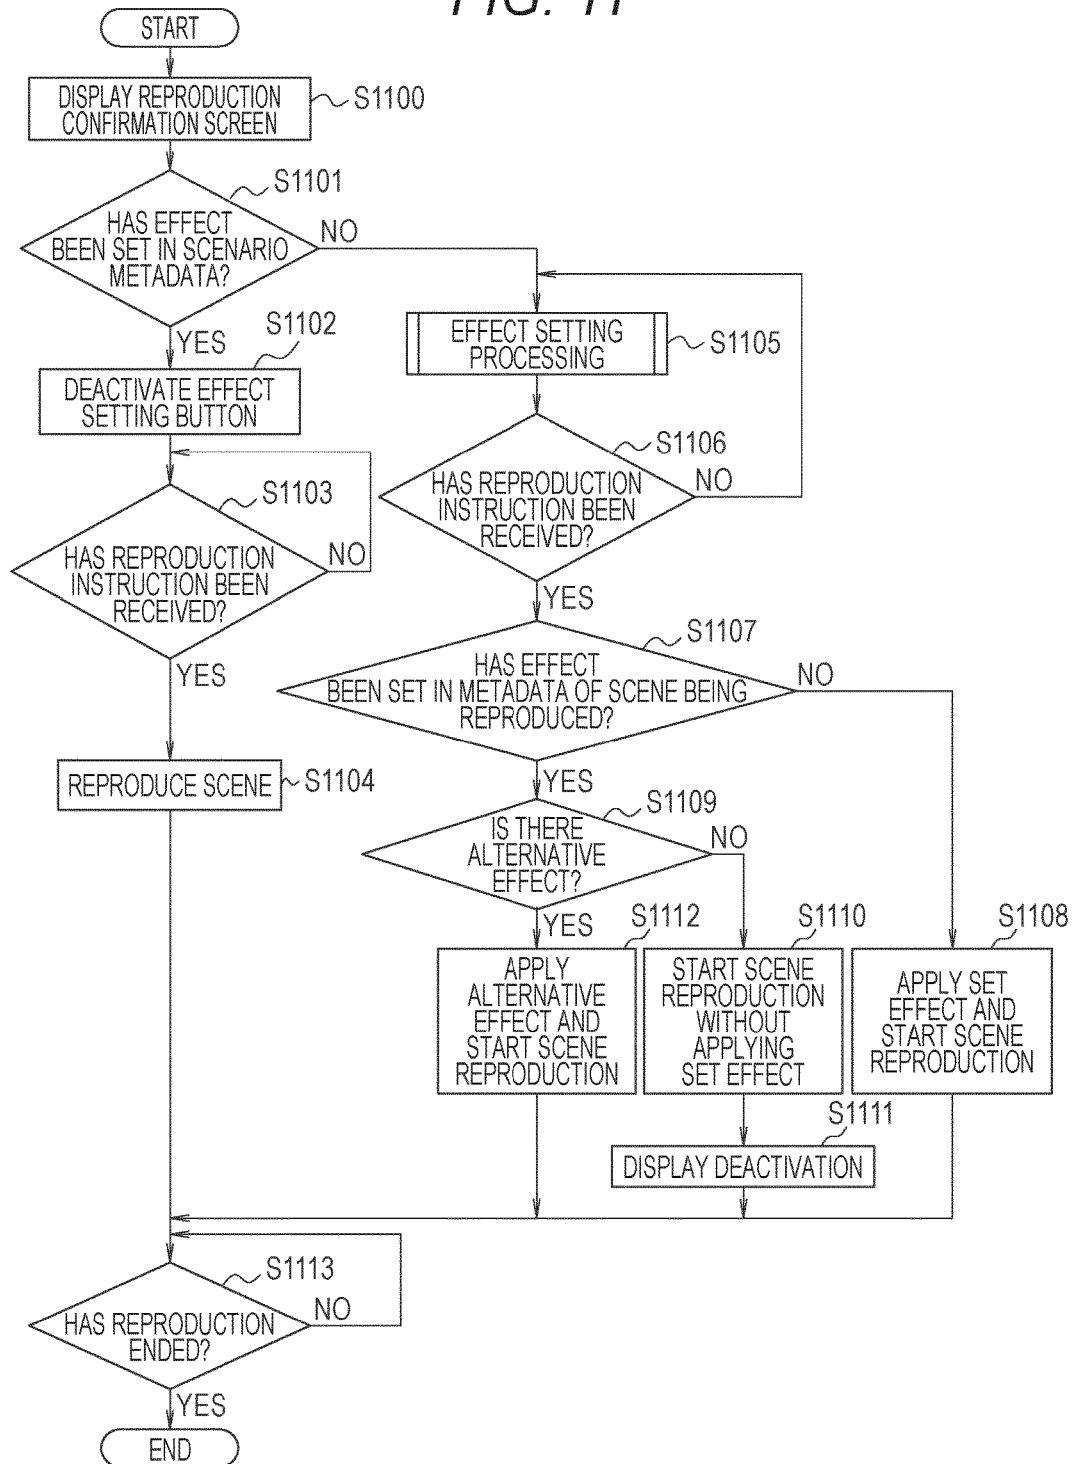 FIG. 11
START
DISPLAY REPRODUCTION
CONFIRMATION SCREEN
S1100
S1101
HAS EFFECT
BEEN SET IN SCENARIO
METADATA?
NO
YES
S1102
DEACTIVATE EFFECT
SETTING BUTTON
S1103
HAS REPRODUCTION
INSTRUCTION BEEN
RECEIVED?
NO
YES
REPRODUCE SCENE
S1104
EFFECT SETTING
PROCESSING
S1105
S1106
HAS REPRODUCTION
INSTRUCTION BEEN
RECEIVED?
NO
YES
S1107
HAS EFFECT
BEEN SET IN METADATA OF SCENE BEING
REPRODUCED?
NO
YES
S1109
IS THERE
ALTERNATIVE
EFFECT?
NO
YES
S1112
APPLY
ALTERNATIVE
EFFECT AND
START SCENE
REPRODUCTION
S1110
START SCENE
REPRODUCTION
WITHOUT
APPLYING
SET EFFECT
S1108
APPLY SET
EFFECT AND
START SCENE
REPRODUCTION
S1111
DISPLAY DEACTIVATION
S1113
HAS REPRODUCTION
ENDED?
NO
YES
END